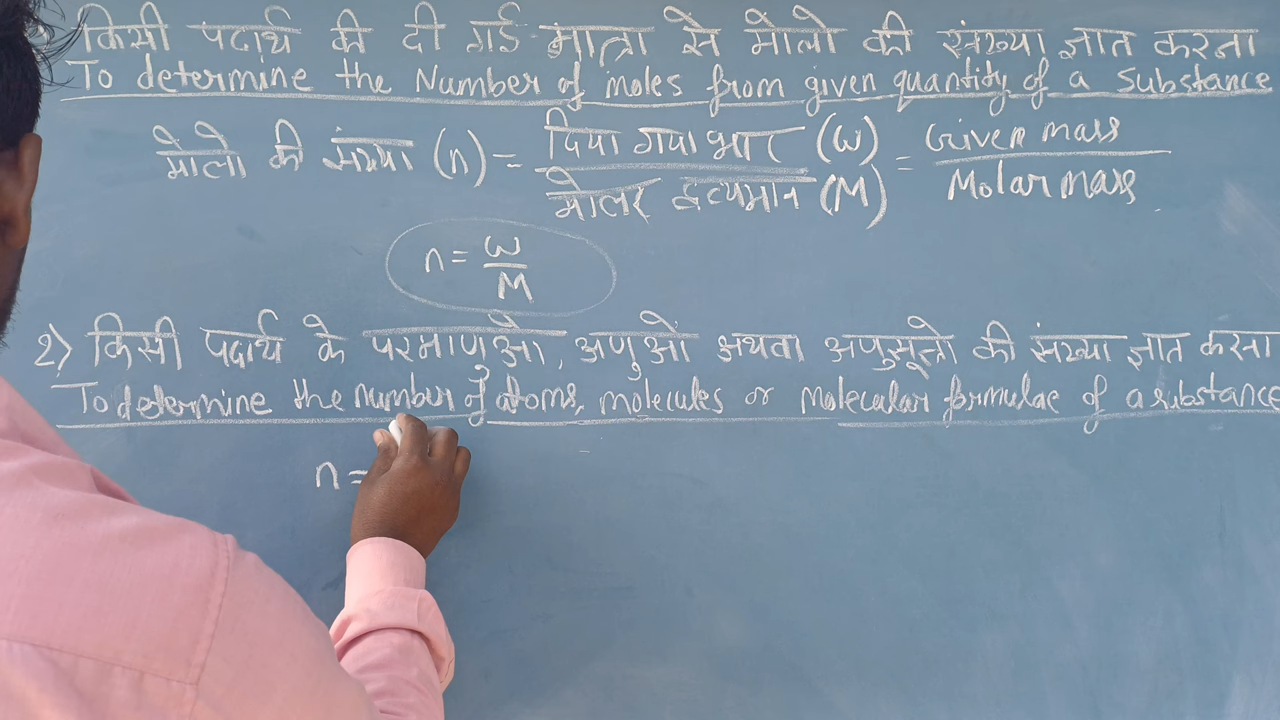 किसी पदार्थ की दी गई मात्रा से मोलो की संख्या ज्ञात करना
To determine the Number of moles from given quantity of a Substance
मोलो की संख्या (n) = दिया गया भार (W) / मोलर द्रव्यमान (M) = Given mass / Molar mass
n = W / M
2) किसी पदार्थ के परमाणुओ, अणुओ अथवा अणुसूत्रो की संख्या ज्ञात करना
To determine the number of atoms, molecules or molecular formulae of a substance
n =